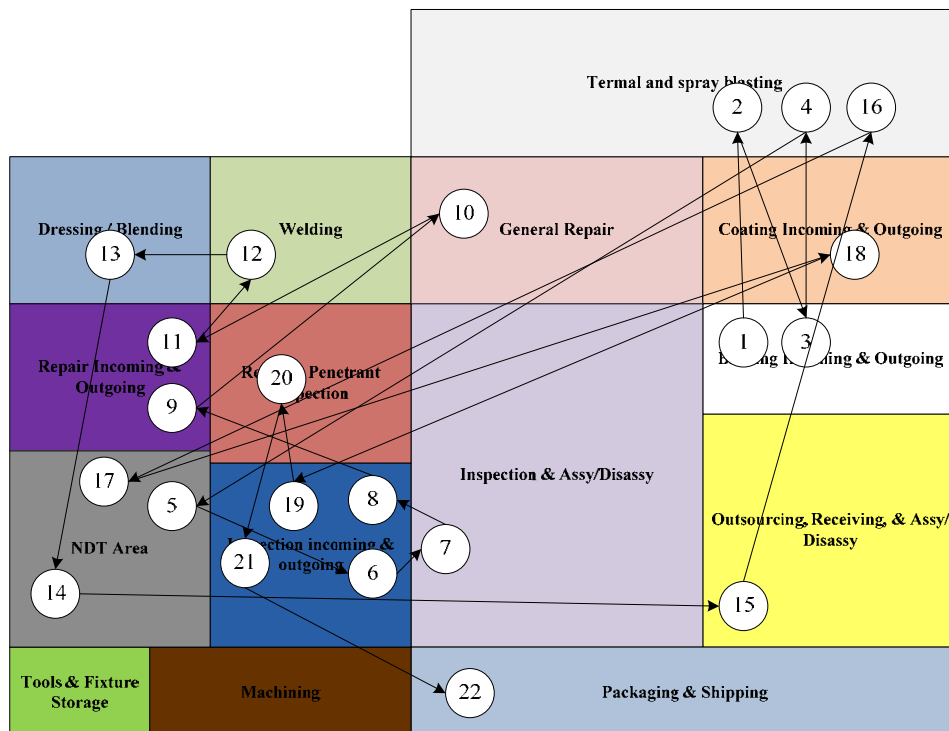 Termal and spray blasting
2
4
16
10
Dressing / Blending
Welding
General Repair
Coating Incoming & Outgoing
13
12
18
11
1
3
& Outgoing
Repair Incoming &
Outgoing
20
Penetrant
9
17
5
19
8
Inspection & Assy/Disassy
Outsourcing, Receiving, & Assy/
Disassy
NDT Area
Inspection incoming &
outgoing
21
6
7
14
15
Tools & Fixture
Storage
Machining
22
Packaging & Shipping